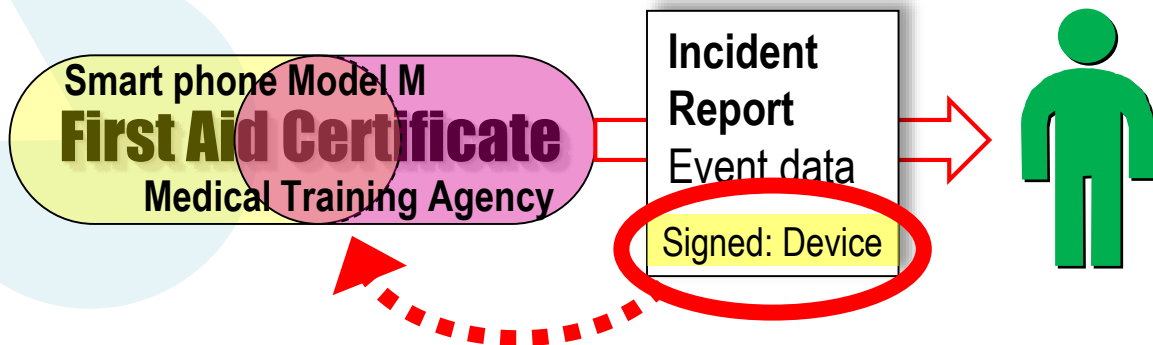 Smart phone Model M
First Aid Certificate
Medical Training Agency
Incident
Report
Event data
Signed: Device